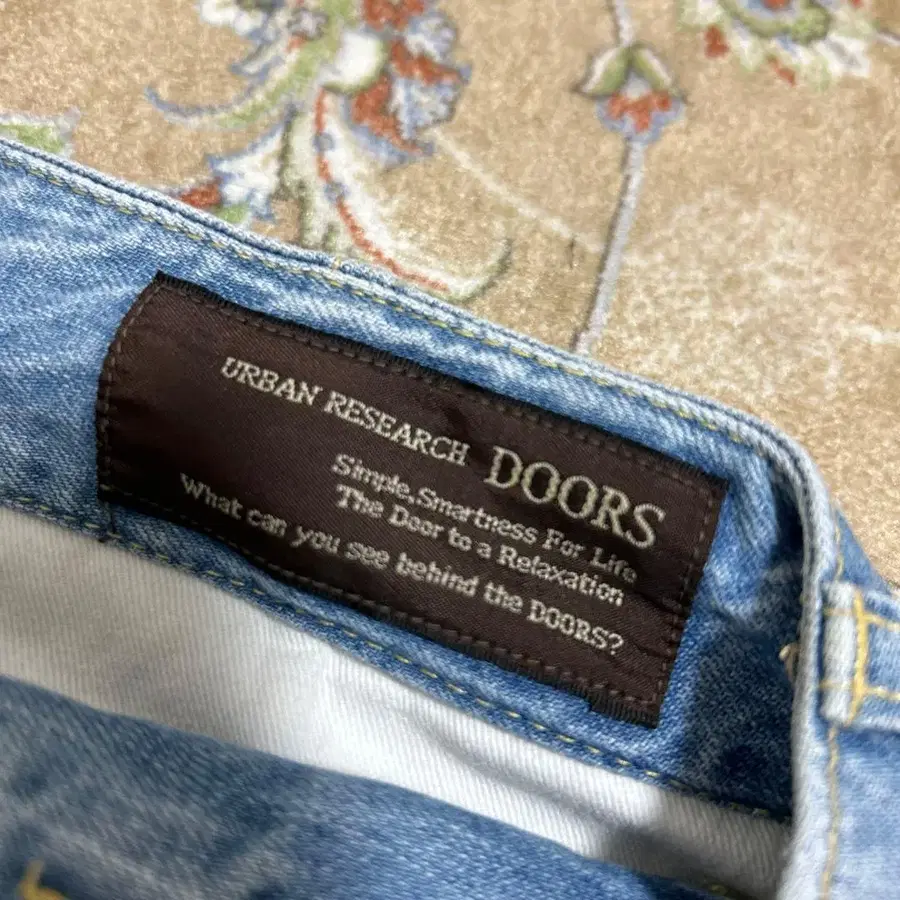 URBAN RESEARCH DOORS
Simple.Smartness For Life
The Door to a Relaxation
What can you see behind the DOORS?